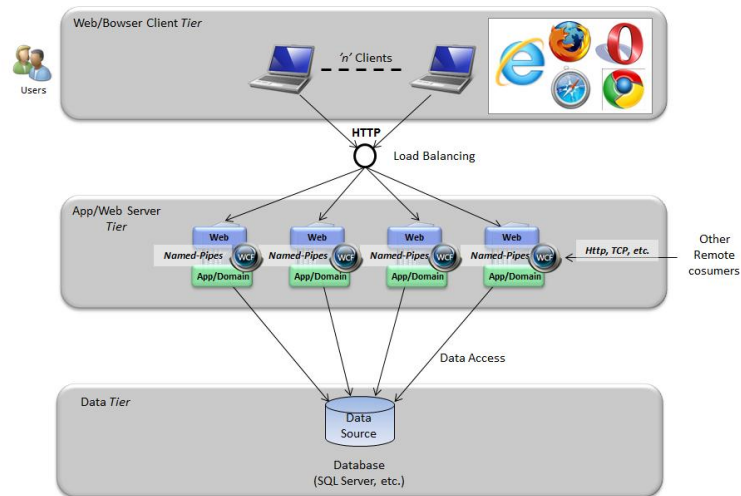 Web/Bowser Client Tier
Users
'n' Clients
HTTP
Load Balancing
App/Web Server
Tier
Web
Named-Pipes
WCF
App/Domain
Web
Named-Pipes
WCF
App/Domain
Web
Named-Pipes
WCF
App/Domain
Web
Named-Pipes
WCF
App/Domain
Http, TCP, etc.
Other
Remote
cosumers
Data Access
Data Tier
Data
Source
Database
(SQL Server, etc.)